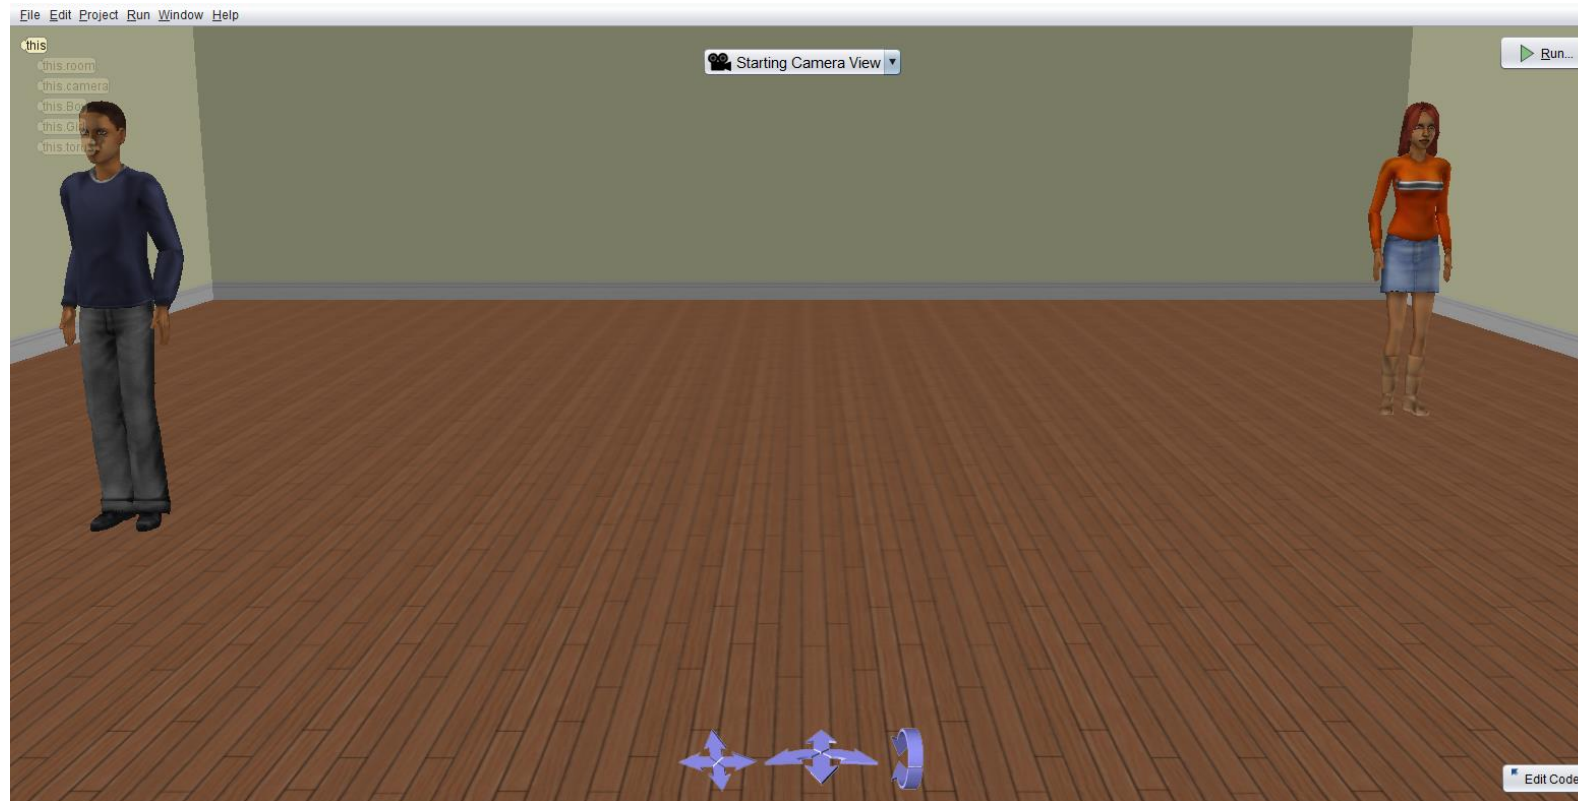 File Edit Project Run Window Help
this
Starting Camera View
Run...
this.room
this.camera
Edit Code